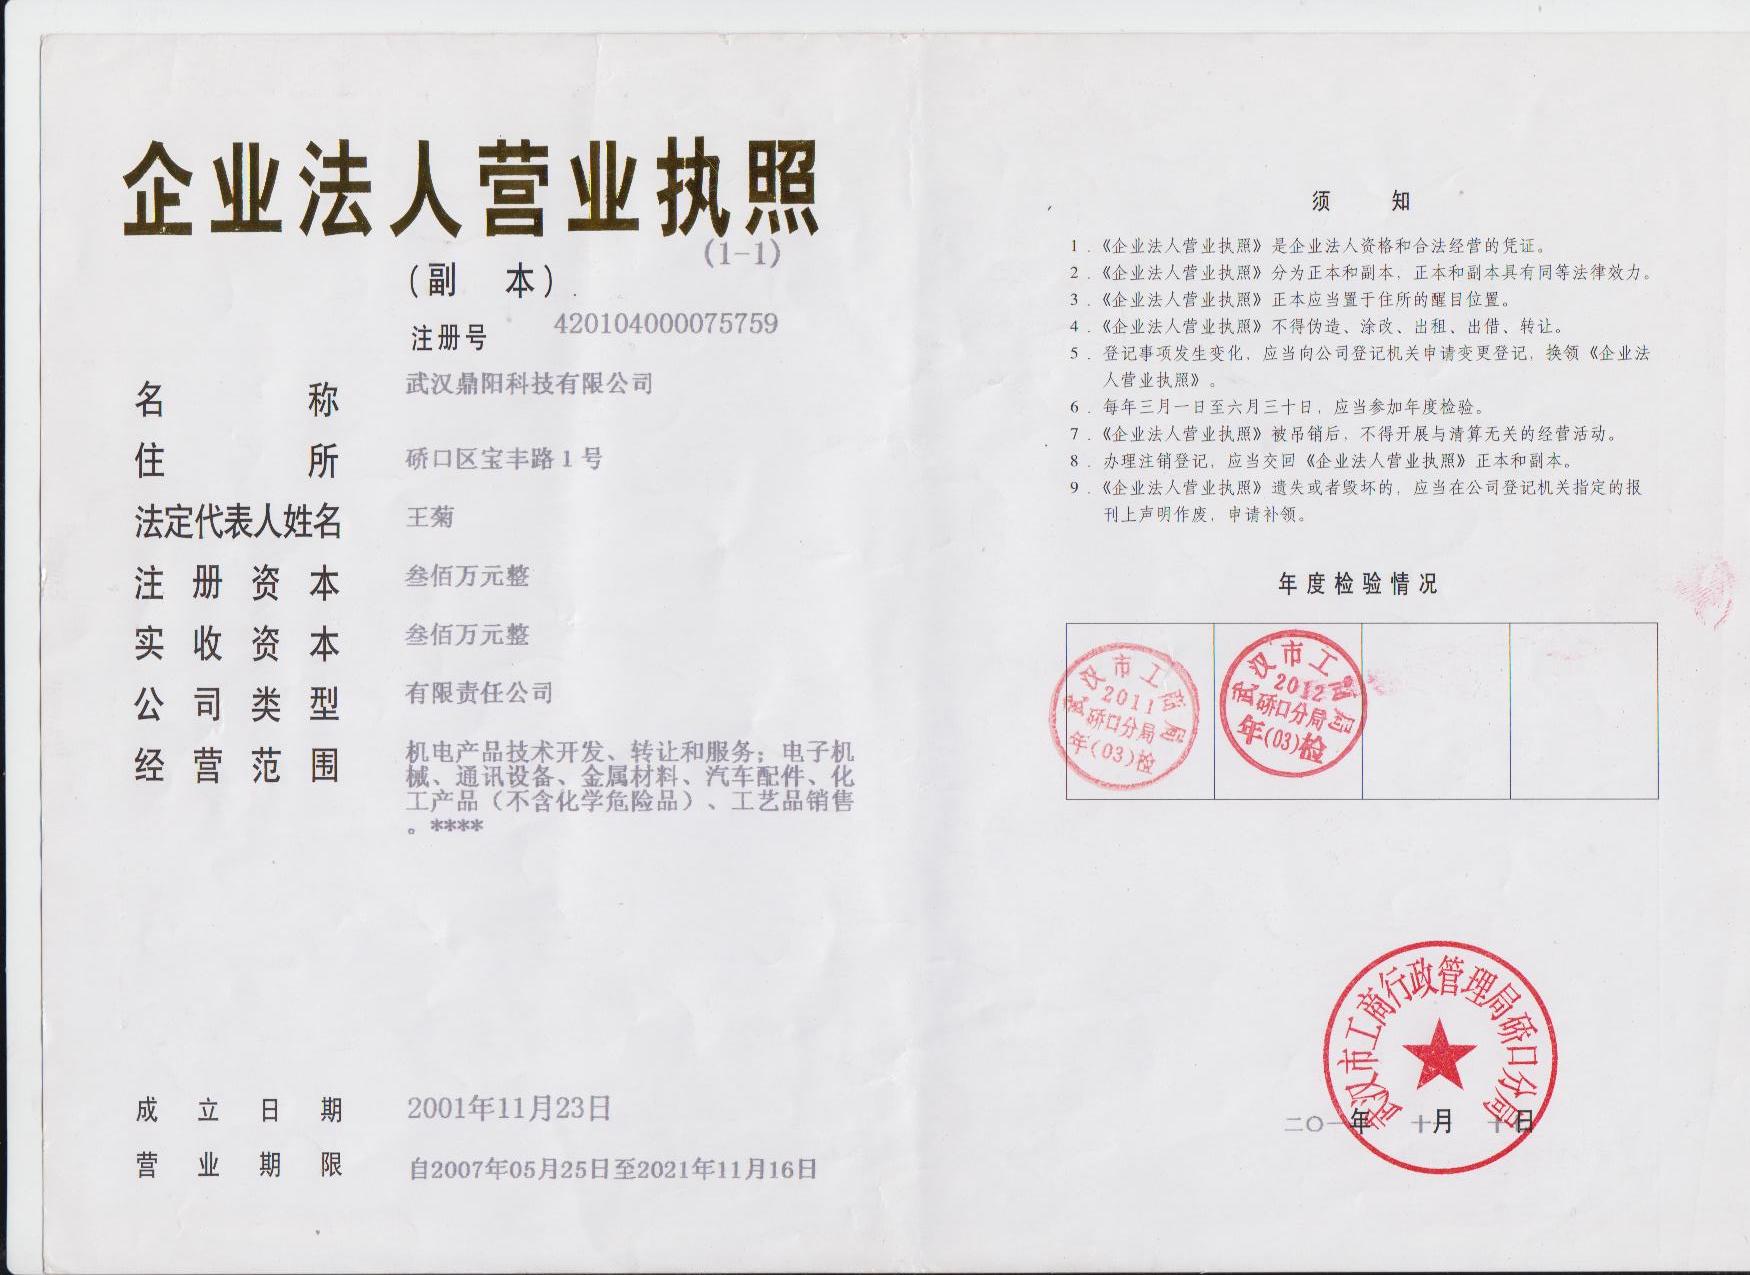 企业法人营业执照
(1-1)
（副 本）
注册号 420104000075759
名称 武汉鼎阳科技有限公司
住所 硚口区宝丰路1号
法定代表人姓名 王菊
注册资本 叁佰万元整
实收资本 叁佰万元整
公司类型 有限责任公司
经营范围 机电产品技术开发、转让和服务；电子机
械、通讯设备、金属材料、汽车配件、化
工产品（不含化学危险品）、工艺品销售
。****
成立日期 2001年11月23日
营业期限 自2007年05月25日至2021年11月16日
须 知
1．《企业法人营业执照》是企业法人资格和合法经营的凭证。
2．《企业法人营业执照》分为正本和副本，正本和副本具有同等法律效力。
3．《企业法人营业执照》正本应当置于住所的醒目位置。
4．《企业法人营业执照》不得伪造、涂改、出租、出借、转让。
5．登记事项发生变化，应当向公司登记机关申请变更登记，换领《企业法
人营业执照》。
6．每年三月一日至六月三十日，应当参加年度检验。
7．《企业法人营业执照》被吊销后，不得开展与清算无关的经营活动。
8．办理注销登记，应当交回《企业法人营业执照》正本和副本。
9．《企业法人营业执照》遗失或者毁坏的，应当在公司登记机关指定的报
刊上声明作废，申请补领。
年度检验情况
武汉市工商局
2011
硚口分局
年(03)检
武汉市工商局
2012
硚口分局
年(03)检
武汉市工商行政管理局硚口分局
二〇一 年 十月 日